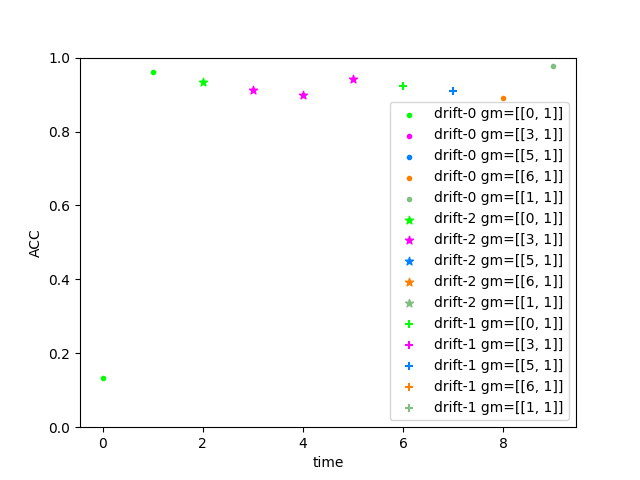 1.0
0.8
0.6
0.4
0.2
0.0
ACC
0
2
4
6
8
time
drift-0 gm=[[0, 1]]
drift-0 gm=[[3, 1]]
drift-0 gm=[[5, 1]]
drift-0 gm=[[6, 1]]
drift-0 gm=[[1, 1]]
drift-2 gm=[[0, 1]]
drift-2 gm=[[3, 1]]
drift-2 gm=[[5, 1]]
drift-2 gm=[[6, 1]]
drift-2 gm=[[1, 1]]
drift-1 gm=[[0, 1]]
drift-1 gm=[[3, 1]]
drift-1 gm=[[5, 1]]
drift-1 gm=[[6, 1]]
drift-1 gm=[[1, 1]]